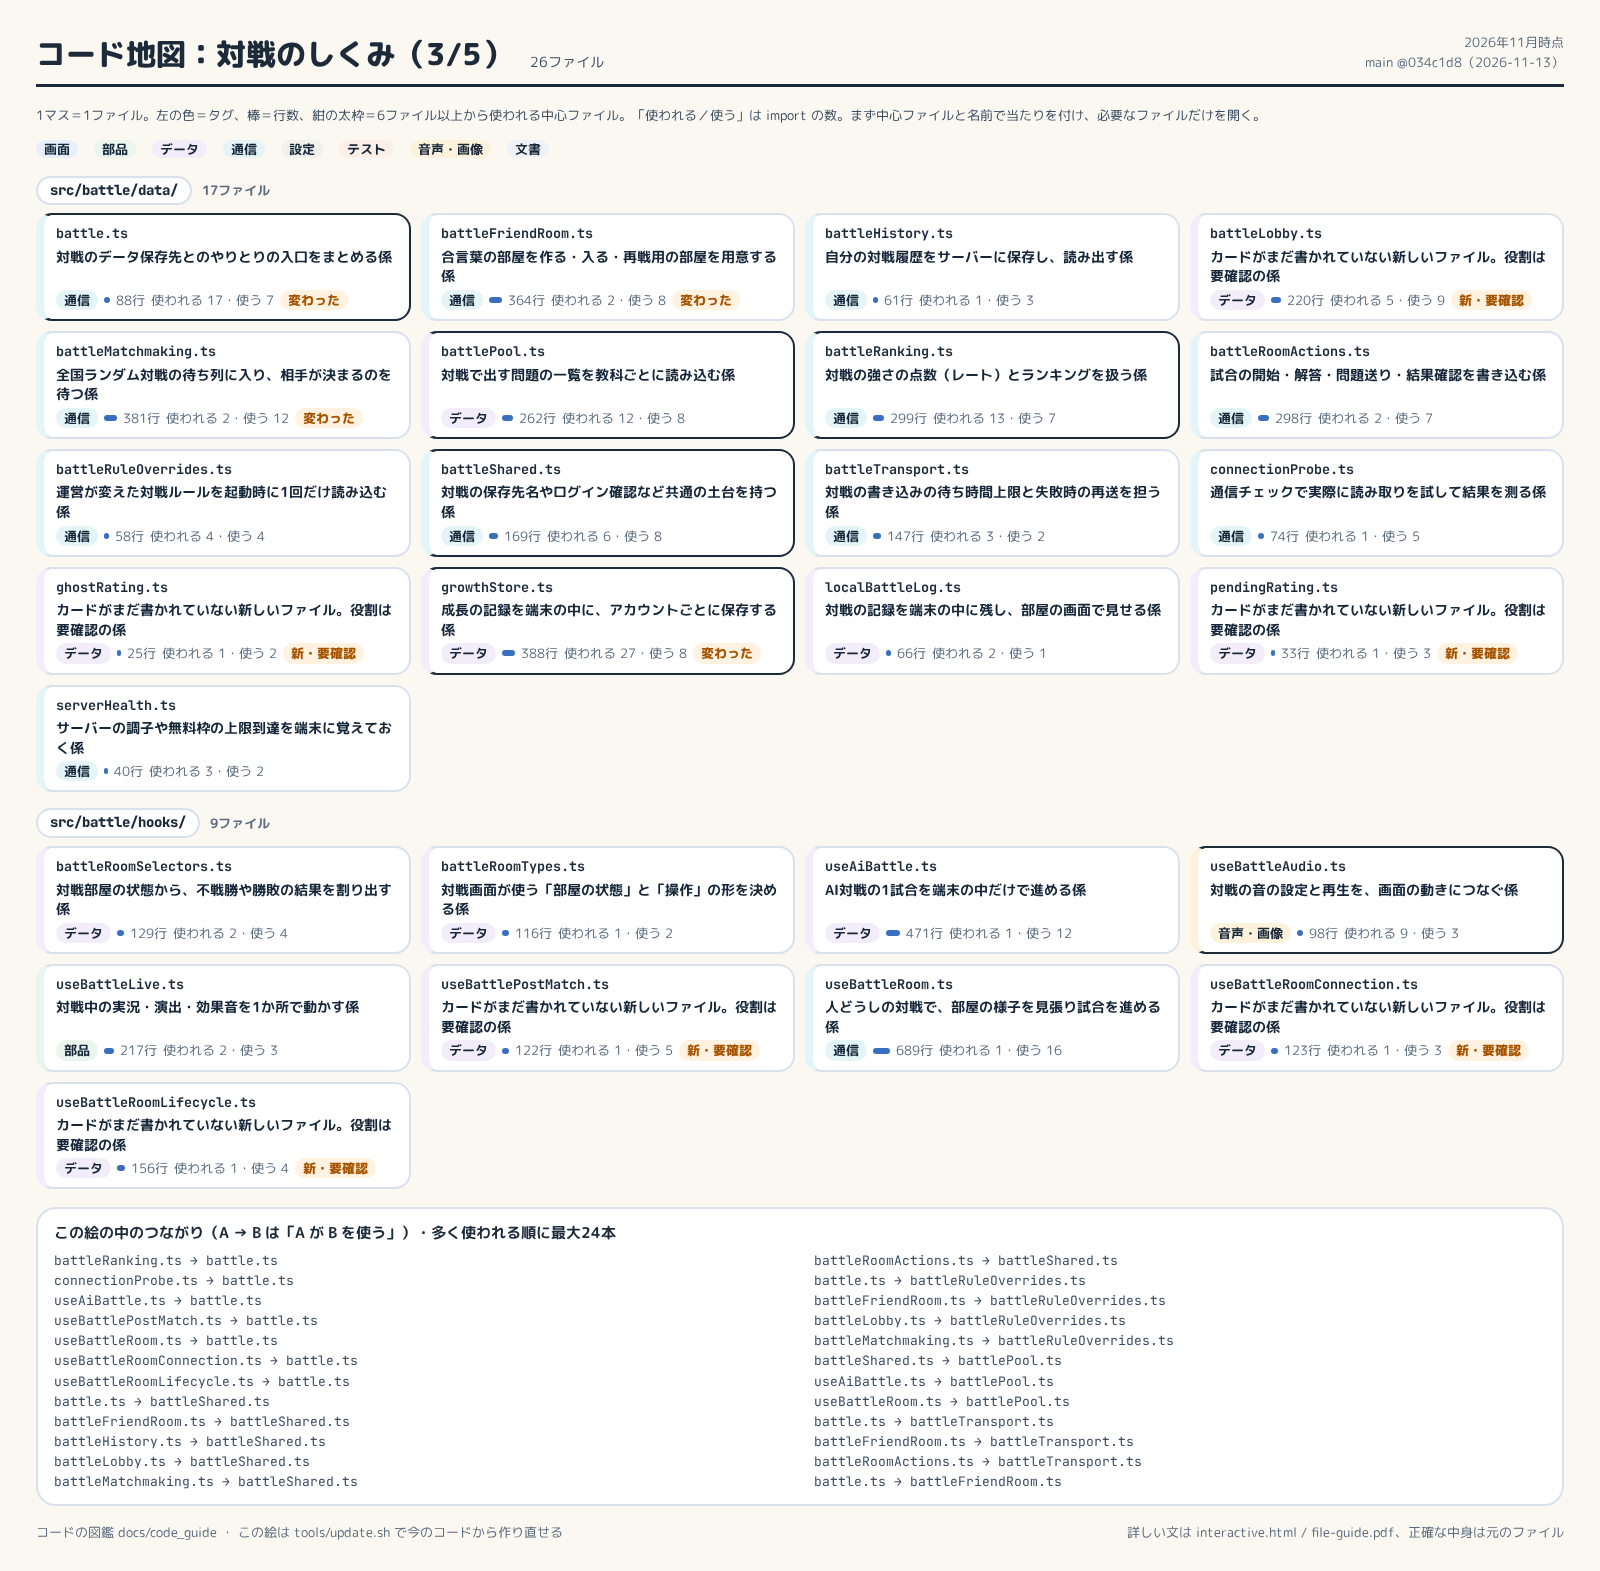 コード地図：対戦のしくみ（3/5）
26ファイル
2026年11月時点
main @034c1d8（2026-11-13）
1マス＝1ファイル。左の色＝タグ、棒＝行数、紺の太枠＝6ファイル以上から使われる中心ファイル。「使われる／使う」は import の数。まず中心ファイルと名前で当たりを付け、必要なファイルだけを開く。
画面 部品 データ 通信 設定 テスト 音声・画像 文書
src/battle/data/ 17ファイル
battle.ts
対戦のデータ保存先とのやりとりの入口をまとめる係
通信 88行 使われる 17・使う 7 変わった
battleFriendRoom.ts
合言葉の部屋を作る・入る・再戦用の部屋を用意する
係
通信 364行 使われる 2・使う 8 変わった
battleHistory.ts
自分の対戦履歴をサーバーに保存し、読み出す係
通信 61行 使われる 1・使う 3
battleLobby.ts
カードがまだ書かれていない新しいファイル。役割は
要確認の係
データ 220行 使われる 5・使う 9 新・要確認
battleMatchmaking.ts
全国ランダム対戦の待ち列に入り、相手が決まるのを
待つ係
通信 381行 使われる 2・使う 12 変わった
battlePool.ts
対戦で出す問題の一覧を教科ごとに読み込む係
データ 262行 使われる 12・使う 8
battleRanking.ts
対戦の強さの点数（レート）とランキングを扱う係
通信 299行 使われる 13・使う 7
battleRoomActions.ts
試合の開始・解答・問題送り・結果確認を書き込む係
通信 298行 使われる 2・使う 7
battleRuleOverrides.ts
運営が変えた対戦ルールを起動時に1回だけ読み込む
係
通信 58行 使われる 4・使う 4
battleShared.ts
対戦の保存先名やログイン確認など共通の土台を持つ
係
通信 169行 使われる 6・使う 8
battleTransport.ts
対戦の書き込みの待ち時間上限と失敗時の再送を担う
係
通信 147行 使われる 3・使う 2
connectionProbe.ts
通信チェックで実際に読み取りを試して結果を測る係
通信 74行 使われる 1・使う 5
ghostRating.ts
カードがまだ書かれていない新しいファイル。役割は
要確認の係
データ 25行 使われる 1・使う 2 新・要確認
growthStore.ts
成長の記録を端末の中に、アカウントごとに保存する
係
データ 388行 使われる 27・使う 8 変わった
localBattleLog.ts
対戦の記録を端末の中に残し、部屋の画面で見せる係
データ 66行 使われる 2・使う 1
pendingRating.ts
カードがまだ書かれていない新しいファイル。役割は
要確認の係
データ 33行 使われる 1・使う 3 新・要確認
serverHealth.ts
サーバーの調子や無料枠の上限到達を端末に覚えてお
く係
通信 40行 使われる 3・使う 2
src/battle/hooks/ 9ファイル
battleRoomSelectors.ts
対戦部屋の状態から、不戦勝や勝敗の結果を割り出す
係
データ 129行 使われる 2・使う 4
battleRoomTypes.ts
対戦画面が使う「部屋の状態」と「操作」の形を決め
る係
データ 116行 使われる 1・使う 2
useAiBattle.ts
AI対戦の1試合を端末の中だけで進める係
データ 471行 使われる 1・使う 12
useBattleAudio.ts
対戦の音の設定と再生を、画面の動きにつなぐ係
音声・画像 98行 使われる 9・使う 3
useBattleLive.ts
対戦中の実況・演出・効果音を1か所で動かす係
部品 217行 使われる 2・使う 3
useBattlePostMatch.ts
カードがまだ書かれていない新しいファイル。役割は
要確認の係
データ 122行 使われる 1・使う 5 新・要確認
useBattleRoom.ts
人どうしの対戦で、部屋の様子を見張り試合を進める
係
通信 689行 使われる 1・使う 16
useBattleRoomConnection.ts
カードがまだ書かれていない新しいファイル。役割は
要確認の係
データ 123行 使われる 1・使う 3 新・要確認
useBattleRoomLifecycle.ts
カードがまだ書かれていない新しいファイル。役割は
要確認の係
データ 156行 使われる 1・使う 4 新・要確認
この絵の中のつながり（A → B は「A が B を使う」）・多く使われる順に最大24本
battleRanking.ts → battle.ts
connectionProbe.ts → battle.ts
useAiBattle.ts → battle.ts
useBattlePostMatch.ts → battle.ts
useBattleRoom.ts → battle.ts
useBattleRoomConnection.ts → battle.ts
useBattleRoomLifecycle.ts → battle.ts
battle.ts → battleShared.ts
battleFriendRoom.ts → battleShared.ts
battleHistory.ts → battleShared.ts
battleLobby.ts → battleShared.ts
battleMatchmaking.ts → battleShared.ts
battleRoomActions.ts → battleShared.ts
battle.ts → battleRuleOverrides.ts
battleFriendRoom.ts → battleRuleOverrides.ts
battleLobby.ts → battleRuleOverrides.ts
battleMatchmaking.ts → battleRuleOverrides.ts
battleShared.ts → battlePool.ts
useAiBattle.ts → battlePool.ts
useBattleRoom.ts → battlePool.ts
battle.ts → battleTransport.ts
battleFriendRoom.ts → battleTransport.ts
battleRoomActions.ts → battleTransport.ts
battle.ts → battleFriendRoom.ts
コードの図鑑 docs/code_guide ・ この絵は tools/update.sh で今のコードから作り直せる
詳しい文は interactive.html / file-guide.pdf、正確な中身は元のファイル